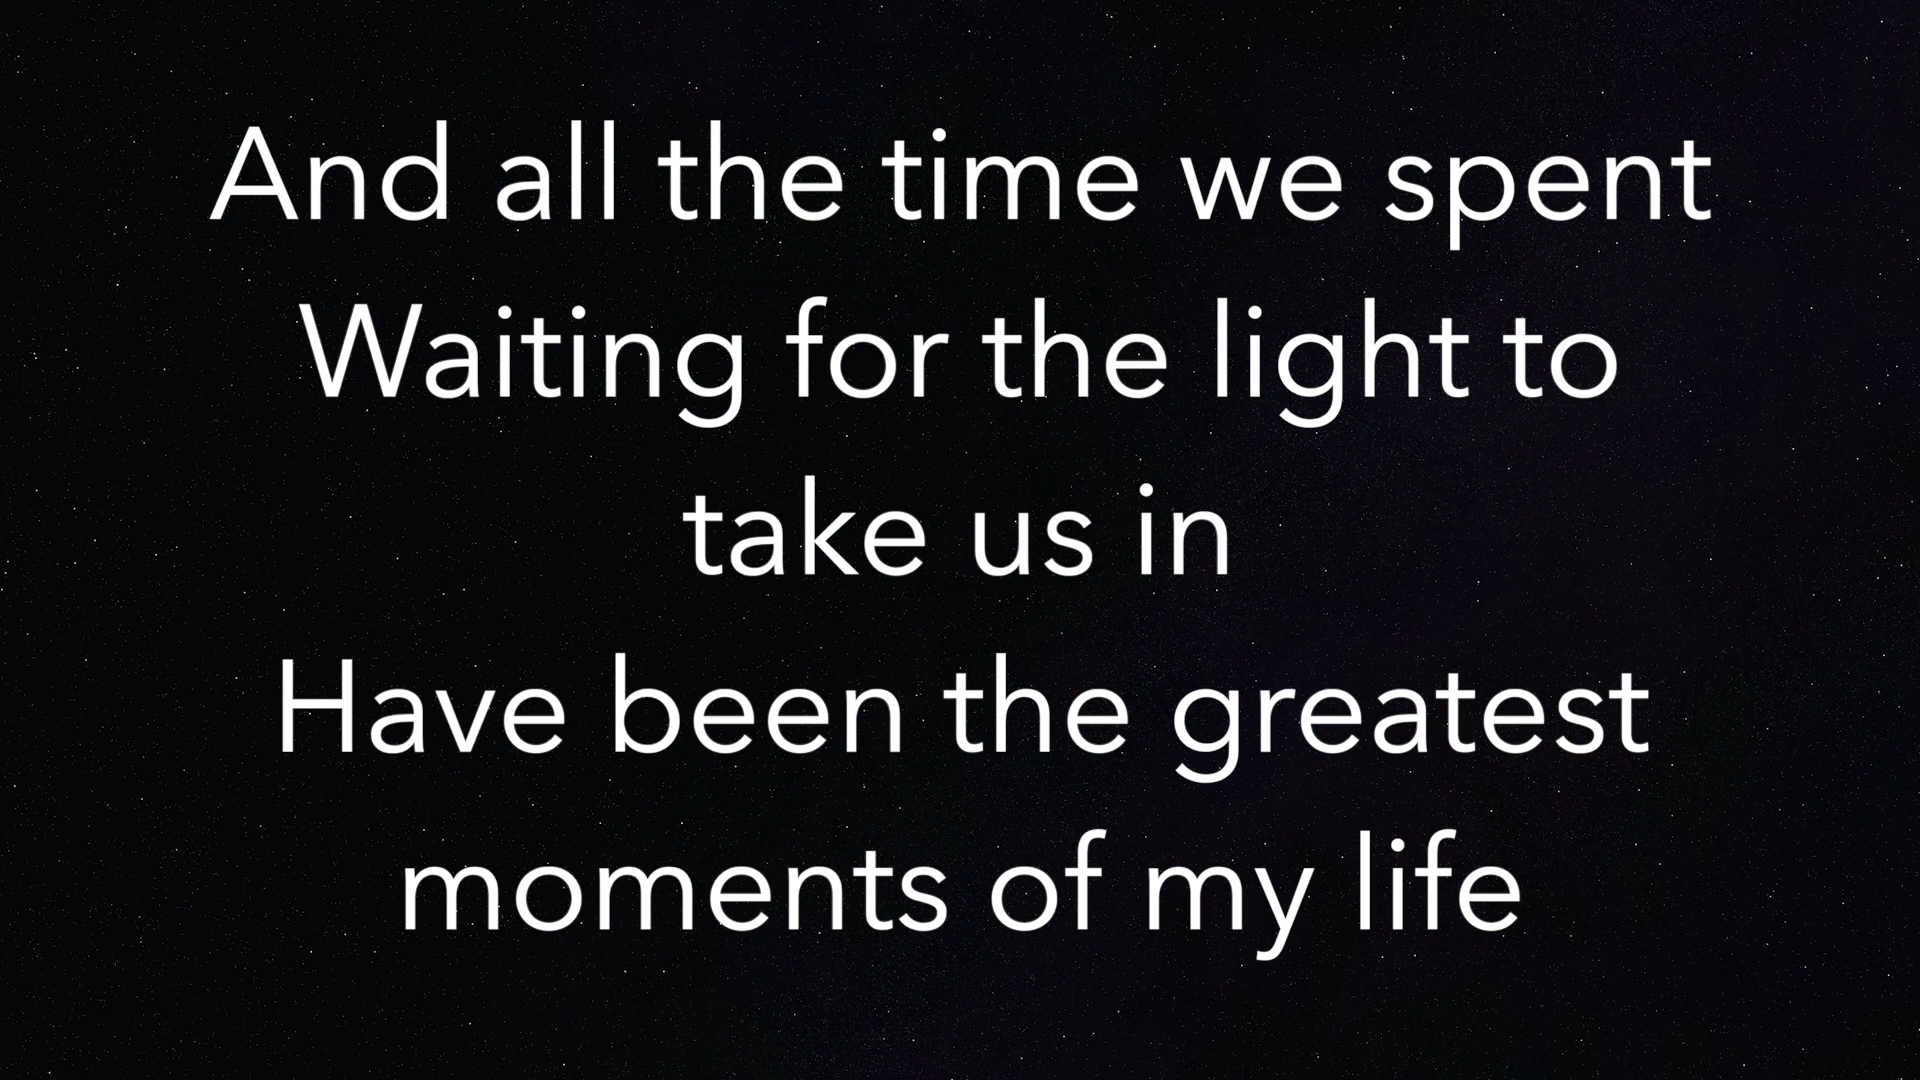 And all the time we spent
Waiting for the light to
take us in
Have been the greatest
moments of my life